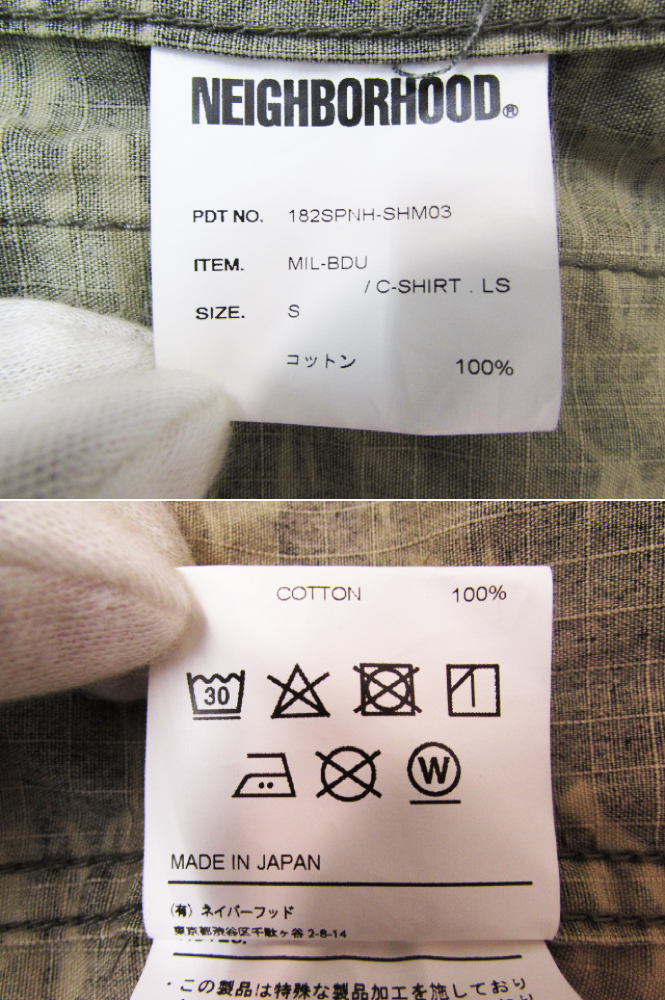 NEIGHBORHOOD®
PDT NO. 182SPNH-SHM03
ITEM. MIL-BDU
/ C-SHIRT . LS
SIZE. S
コットン 100%
COTTON 100%
30
W
MADE IN JAPAN
(有) ネイバーフッド
東京都渋谷区千駄ヶ谷 2-8-14
・この製品は特殊な製品加工を施しており